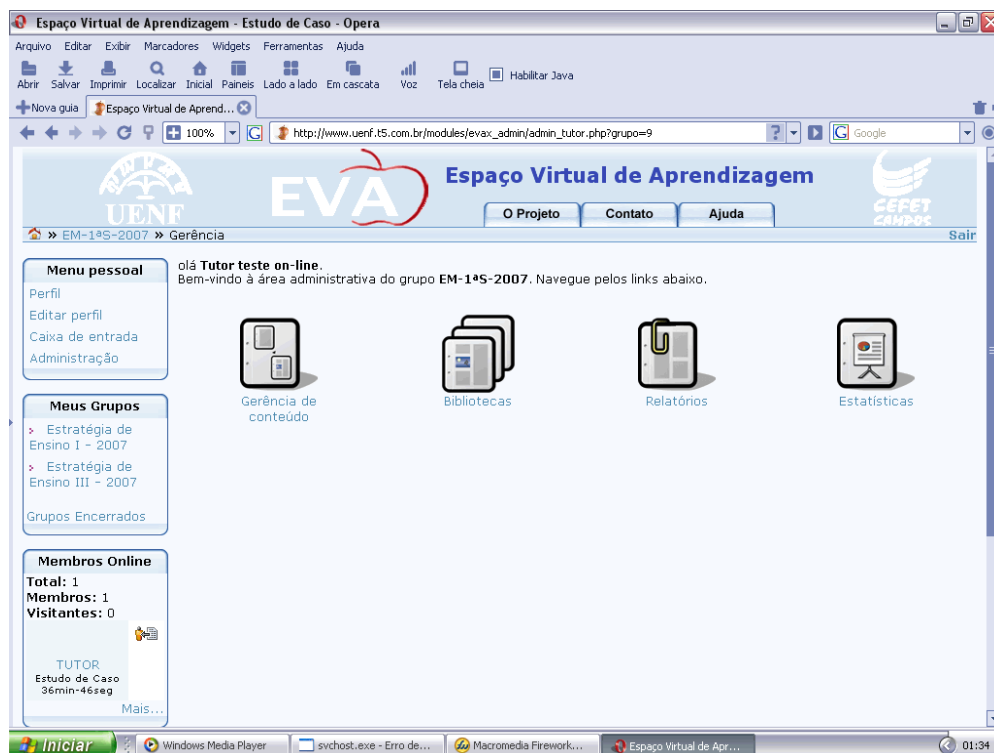 Espaço Virtual de Aprendizagem - Estudo de Caso - Opera
Arquivo Editar Exibir Marcadores Widgets Ferramentas Ajuda
Abrir Salvar Imprimir Localizar Inicial Paineis Lado a lado Em cascata Voz Tela cheia Habilitar Java
Nova guia Espaço Virtual de Aprend...
100% http://www.uenf.t5.com.br/modules/evax_admin/admin_tutor.php?grupo=9 ? G Google
UENF EVA Espaço Virtual de Aprendizagem CEFET CAMPOS
O Projeto Contato Ajuda
» EM-1ªS-2007 » Gerência Sair
Menu pessoal
Perfil
Editar perfil
Caixa de entrada
Administração
olá Tutor teste on-line.
Bem-vindo à área administrativa do grupo EM-1ªS-2007. Navegue pelos links abaixo.
Gerência de
conteúdo
Bibliotecas
Relatórios
Estatísticas
Meus Grupos
Estratégia de
Ensino I - 2007
Estratégia de
Ensino III - 2007
Grupos Encerrados
Membros Online
Total: 1
Membros: 1
Visitantes: 0
TUTOR
Estudo de Caso
36min-46seg
Mais...
Iniciar Windows Media Player svchost.exe - Erro de... Macromedia Firework... Espaço Virtual de Apr... 01:34